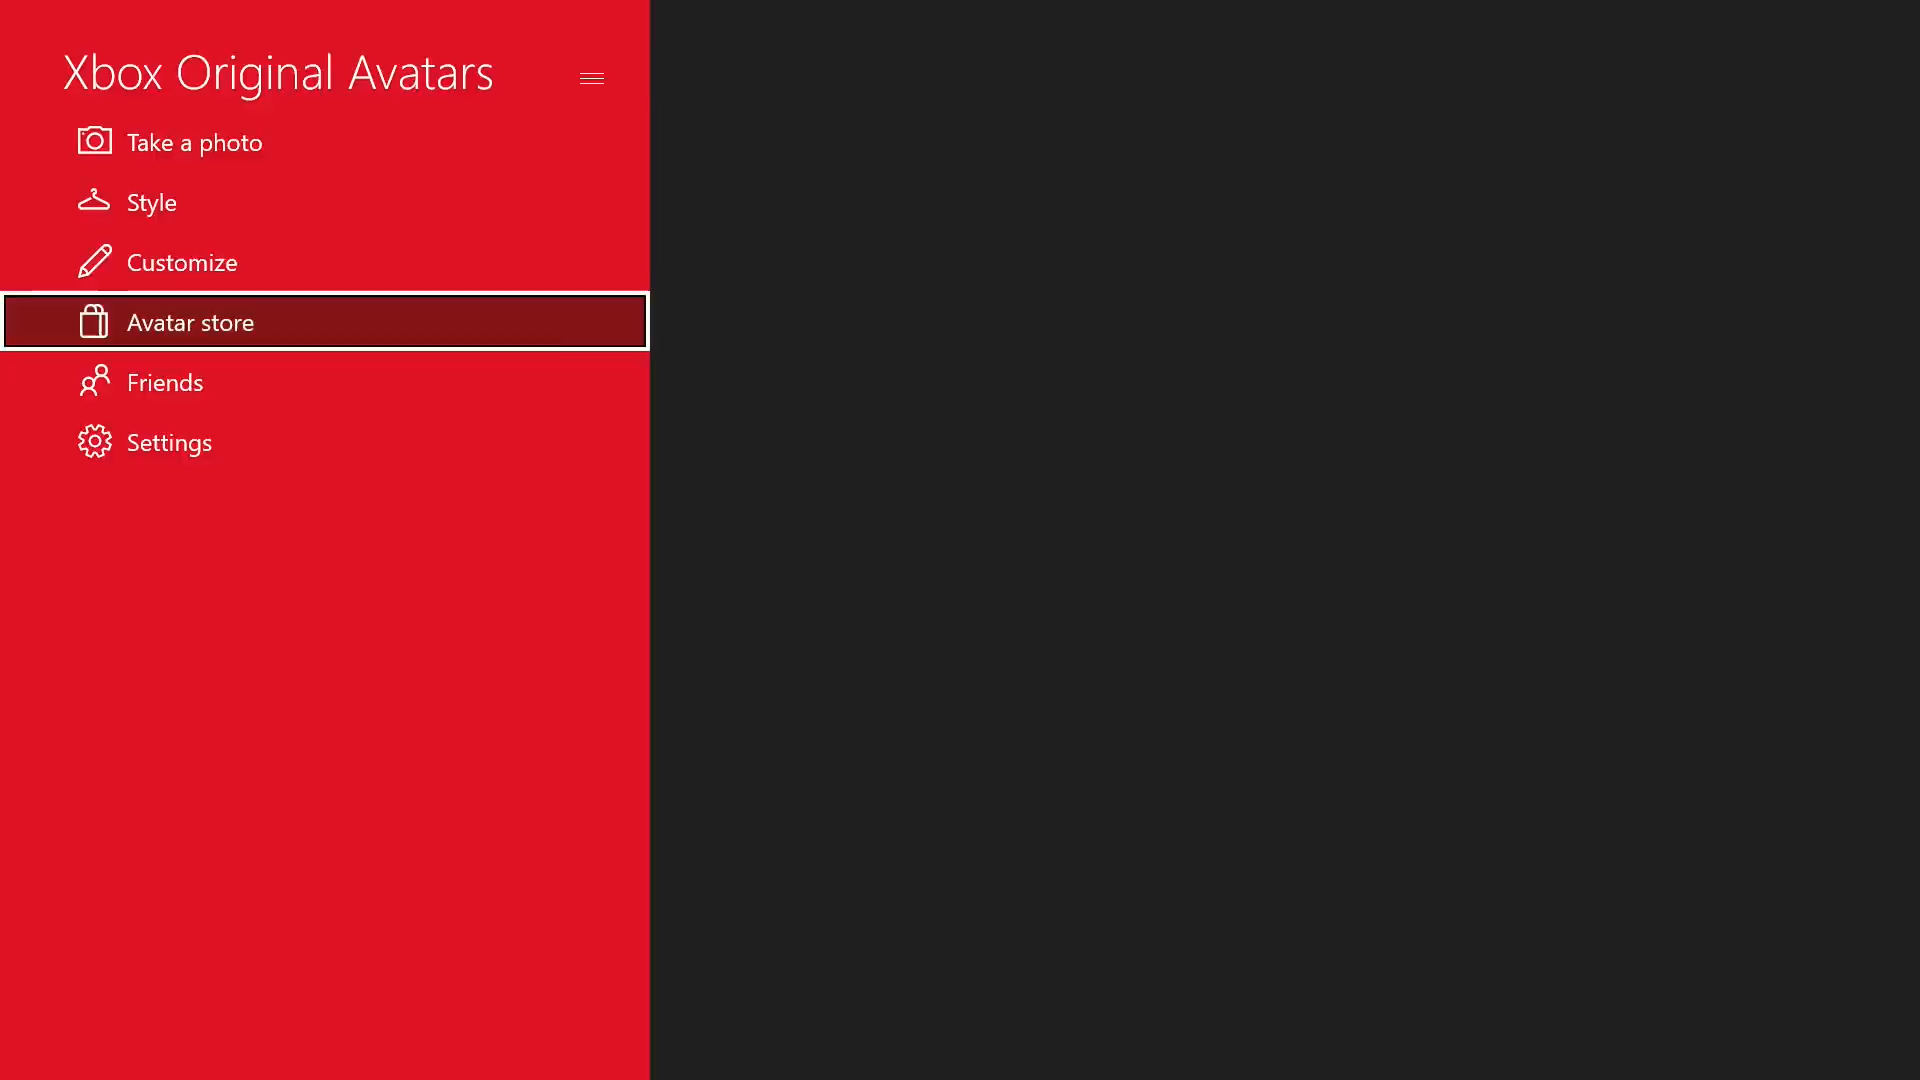 Xbox Original Avatars
Take a photo
Style
Customize
Avatar store
Friends
Settings